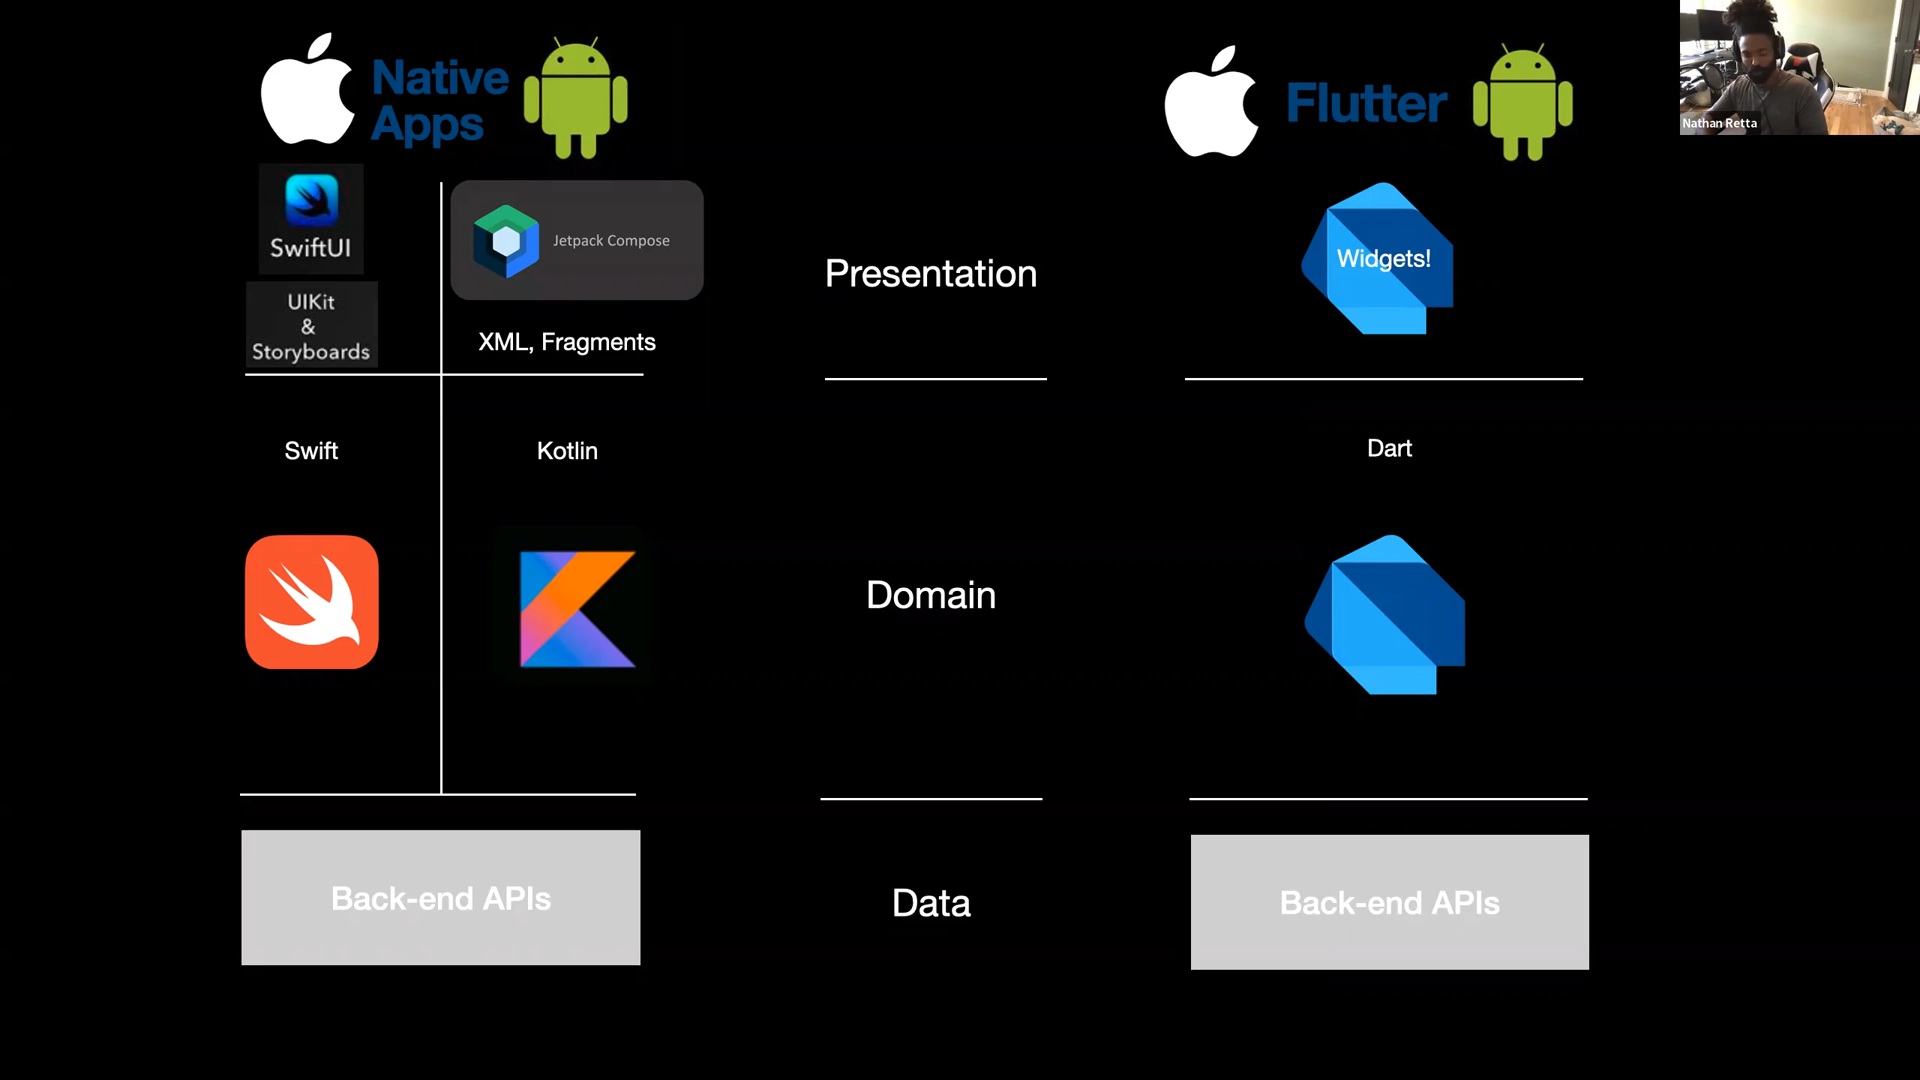 Native
Apps
Flutter
Nathan Retta
SwiftUI
Jetpack Compose
UIKit
&
Storyboards
XML, Fragments
Presentation
Widgets!
Swift
Kotlin
Dart
Domain
Back-end APIs
Data
Back-end APIs